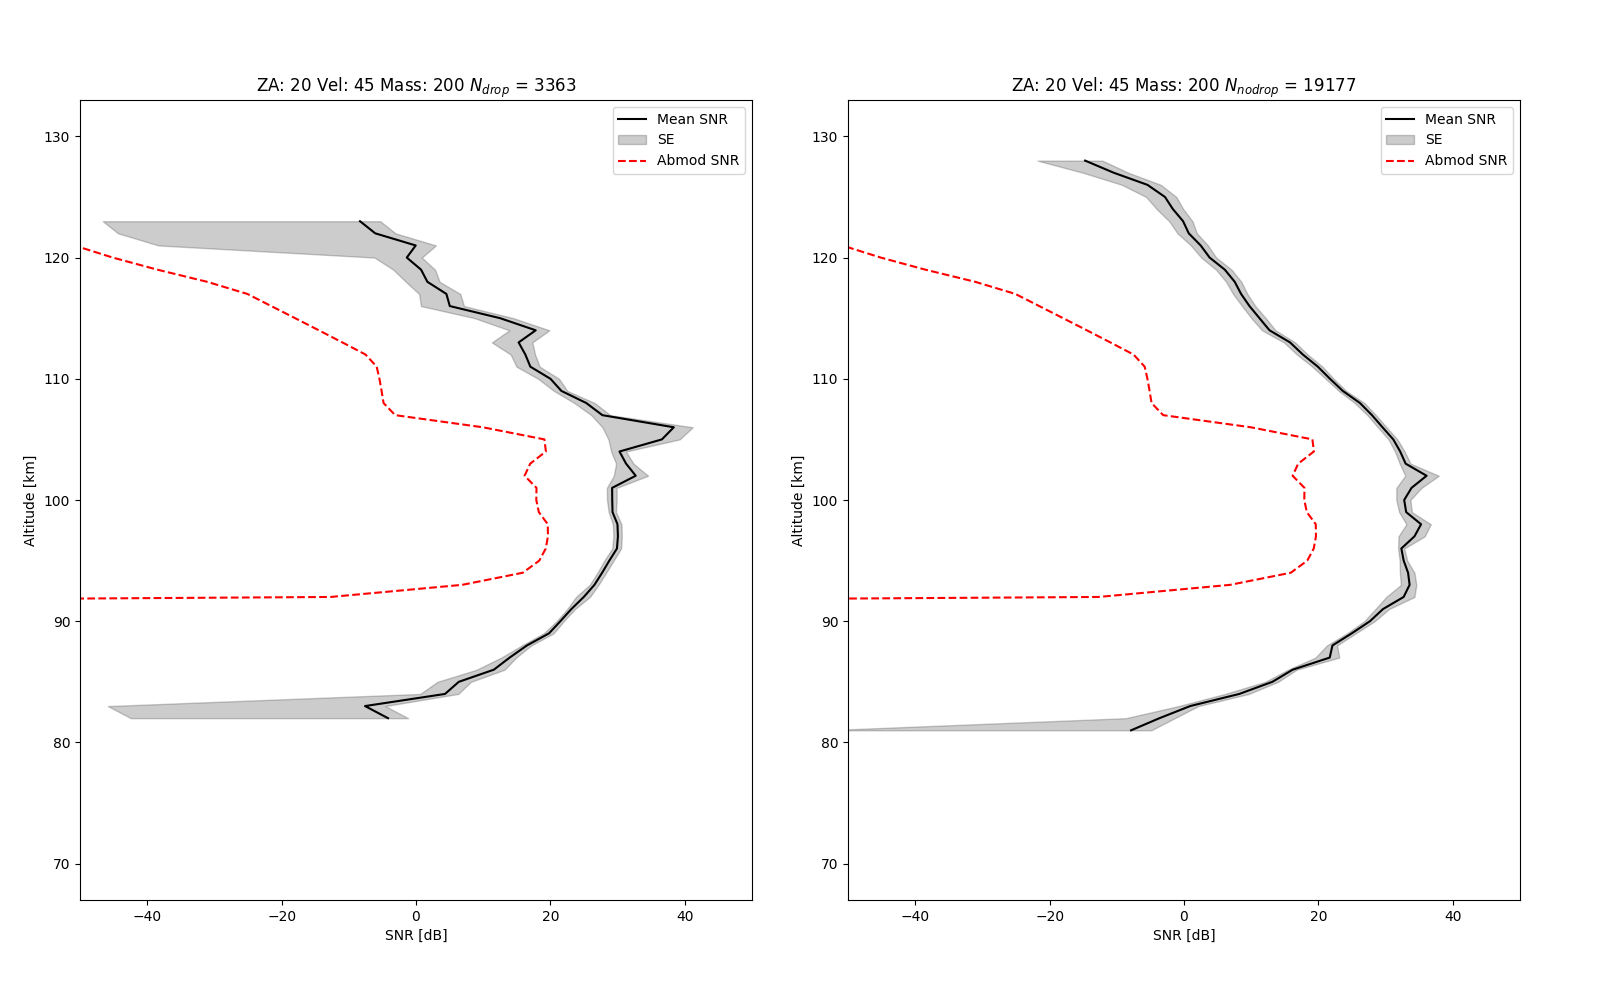 ZA: 20 Vel: 45 Mass: 200 N_drop = 3363
Mean SNR
SE
Abmod SNR
130
120
110
100
90
80
70
Altitude [km]
−40
−20
0
20
40
SNR [dB]
ZA: 20 Vel: 45 Mass: 200 N_nodrop = 19177
Mean SNR
SE
Abmod SNR
130
120
110
100
90
80
70
Altitude [km]
−40
−20
0
20
40
SNR [dB]